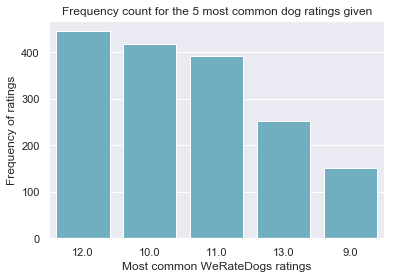 Frequency count for the 5 most common dog ratings given
Frequency of ratings
400
300
200
100
0
12.0 10.0 11.0 13.0 9.0
Most common WeRateDogs ratings